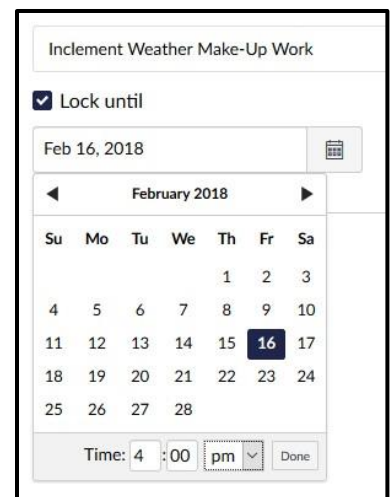 Inclement Weather Make-Up Work
Lock until
Feb 16, 2018
February 2018
Su Mo Tu We Th Fr Sa
1 2 3
4 5 6 7 8 9 10
11 12 13 14 15 16 17
18 19 20 21 22 23 24
25 26 27 28
Time: 4 : 00 pm Done